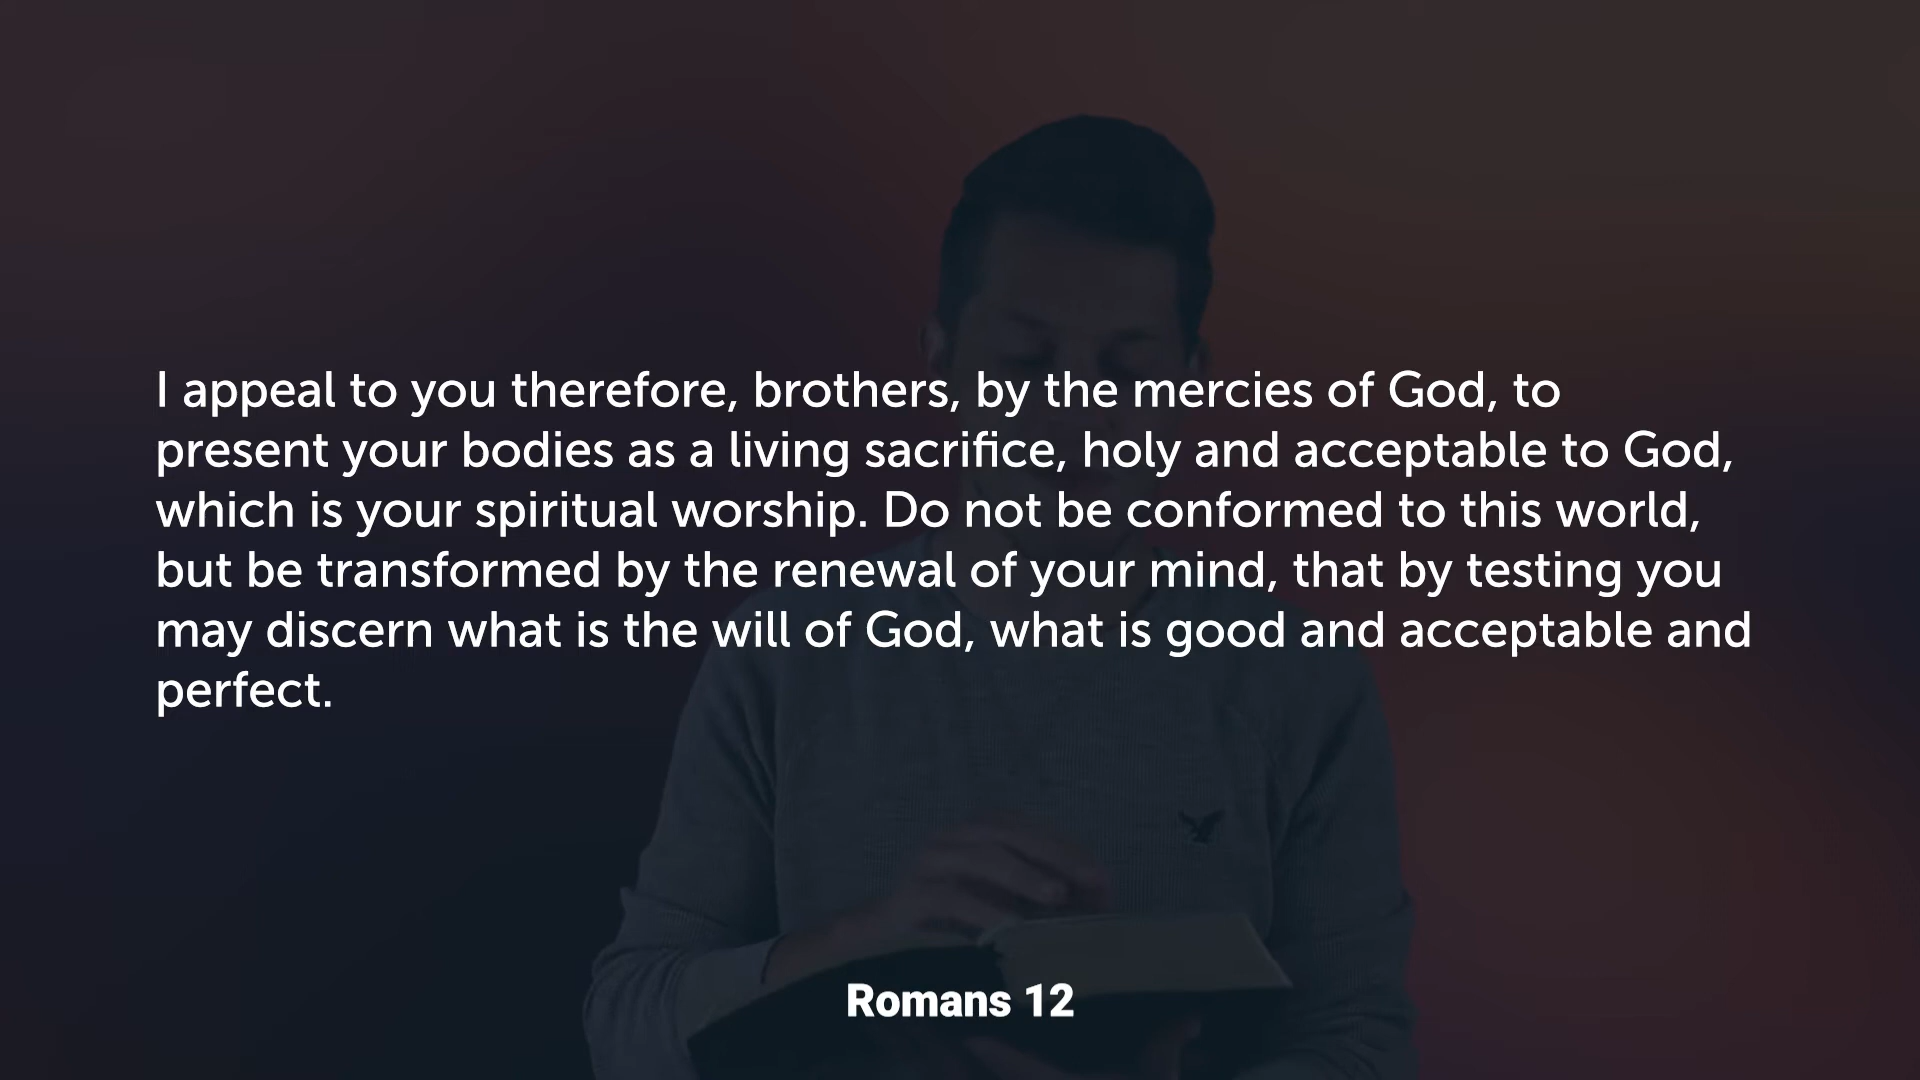 I appeal to you therefore, brothers, by the mercies of God, to
present your bodies as a living sacrifice, holy and acceptable to God,
which is your spiritual worship. Do not be conformed to this world,
but be transformed by the renewal of your mind, that by testing you
may discern what is the will of God, what is good and acceptable and
perfect.
Romans 12